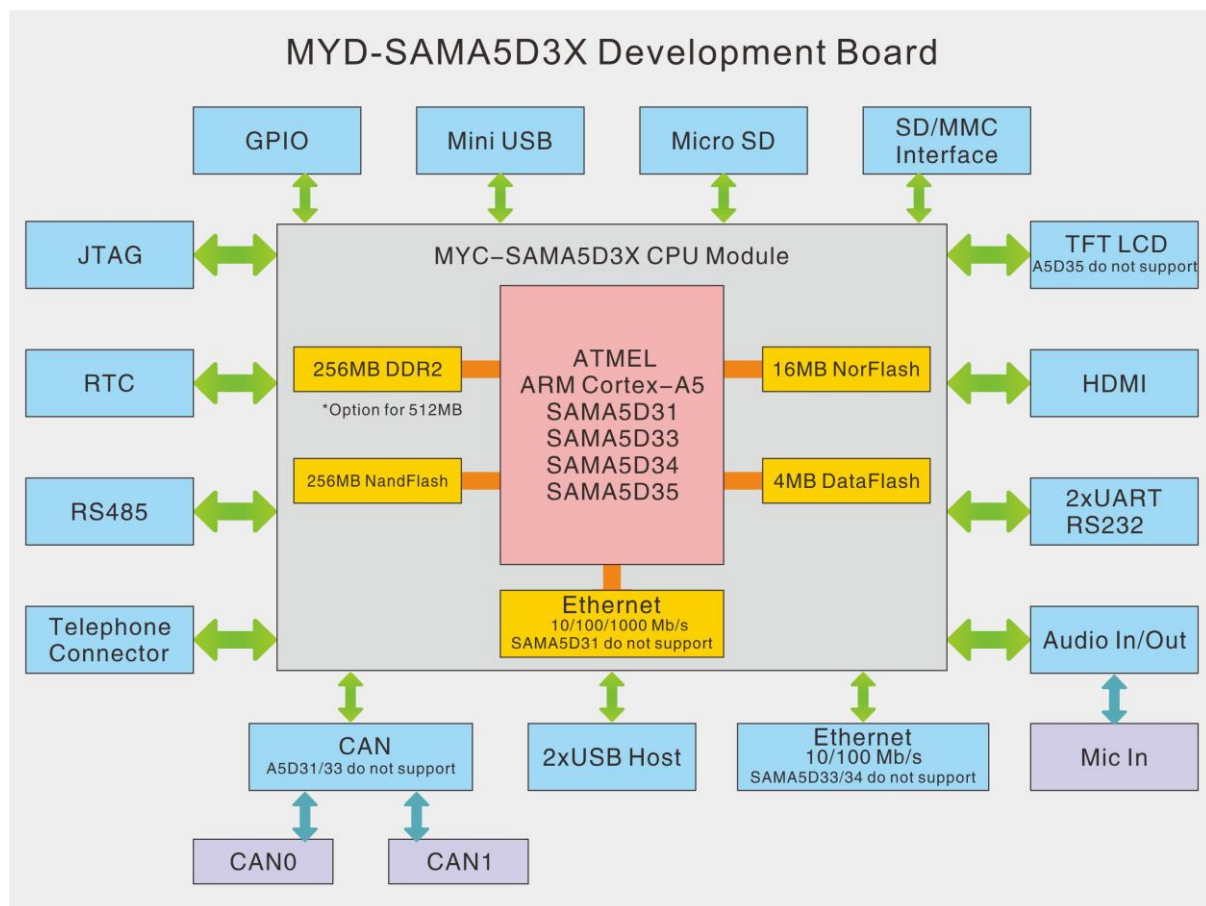 MYD-SAMA5D3X Development Board
GPIO
Mini USB
Micro SD
SD/MMC
Interface
JTAG
RTC
RS485
Telephone
Connector
MYC-SAMA5D3X CPU Module
256MB DDR2
*Option for 512MB
256MB NandFlash
ATMEL
ARM Cortex-A5
SAMA5D31
SAMA5D33
SAMA5D34
SAMA5D35
16MB NorFlash
4MB DataFlash
Ethernet
10/100/1000 Mb/s
SAMA5D31 do not support
TFT LCD
A5D35 do not support
HDMI
2xUART
RS232
Audio In/Out
Mic In
CAN
A5D31/33 do not support
2xUSB Host
Ethernet
10/100 Mb/s
SAMA5D33/34 do not support
CAN0
CAN1